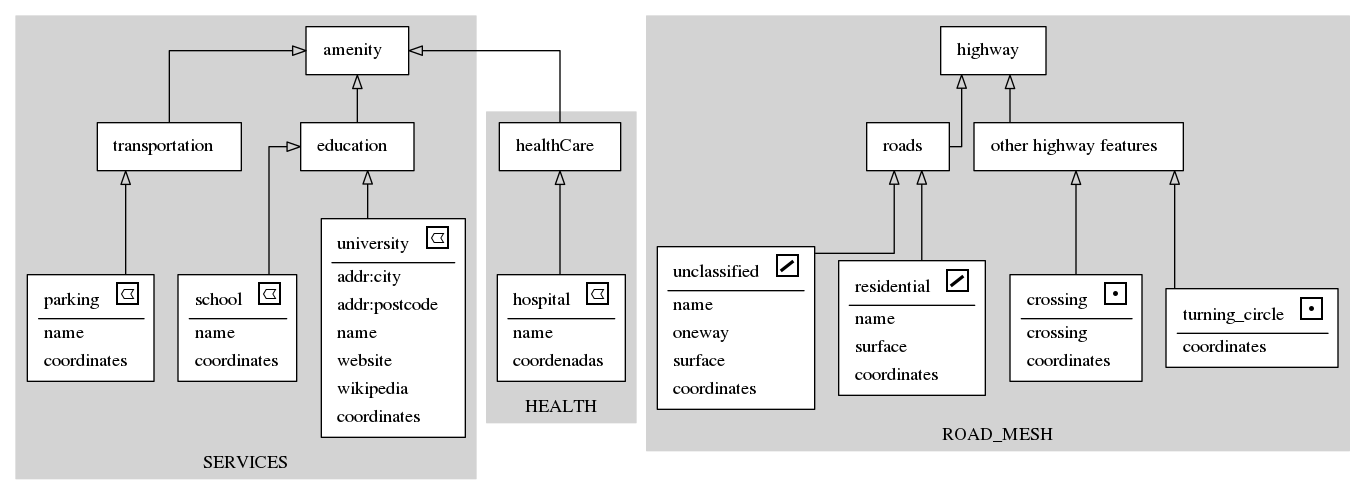 amenity
highway
transportation
education
healthCare
roads
other highway features
parking
name
coordinates
school
name
coordinates
university
addr:city
addr:postcode
name
website
wikipedia
coordinates
SERVICES
hospital
name
coordenadas
HEALTH
unclassified
name
oneway
surface
coordinates
residential
name
surface
coordinates
crossing
crossing
coordinates
turning_circle
coordinates
ROAD_MESH